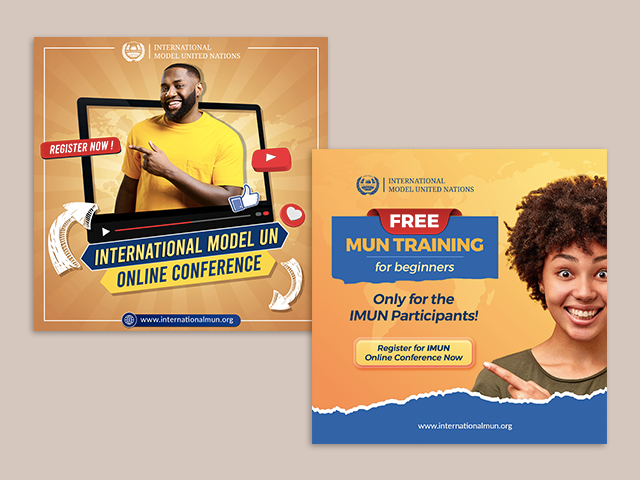 INTERNATIONAL
MODEL UNITED NATIONS
REGISTER NOW !
INTERNATIONAL MODEL UN
ONLINE CONFERENCE
www.internationalmun.org
INTERNATIONAL
MODEL UNITED NATIONS
FREE
MUN TRAINING
for beginners
Only for the
IMUN Participants!
Register for IMUN
Online Conference Now
www.internationalmun.org